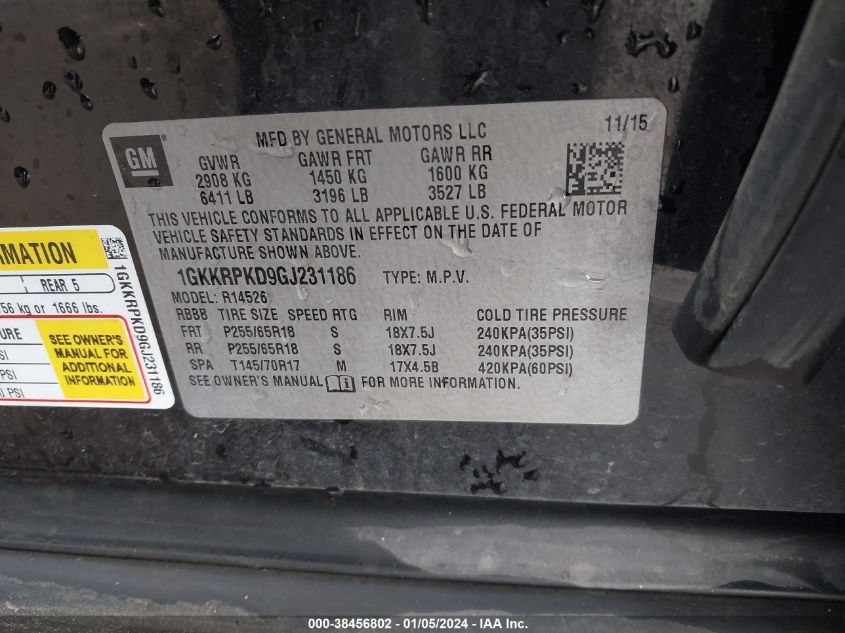 GM
MFD BY GENERAL MOTORS LLC
11/15
GVWR GAWR FRT GAWR RR
2908 KG 1450 KG 1600 KG
6411 LB 3196 LB 3527 LB
THIS VEHICLE CONFORMS TO ALL APPLICABLE U.S. FEDERAL MOTOR
VEHICLE SAFETY STANDARDS IN EFFECT ON THE DATE OF
MANUFACTURE SHOWN ABOVE.
1GKKRPKD9GJ231186 TYPE: M.P.V.
MODEL: R14526
RBBB TIRE SIZE SPEED RTG RIM COLD TIRE PRESSURE
FRT P255/65R18 S 18X7.5J 240KPA(35PSI)
RR P255/65R18 S 18X7.5J 240KPA(35PSI)
SPA T145/70R17 M 17X4.5B 420KPA(60PSI)
SEE OWNER'S MANUAL FOR MORE INFORMATION.
REAR 5
kg or 1666 lbs.
SEE OWNER'S
MANUAL FOR
ADDITIONAL
INFORMATION
PSI
1GKKRPKD9GJ231186
000-38456802 - 01/05/2024 - IAAI.COM